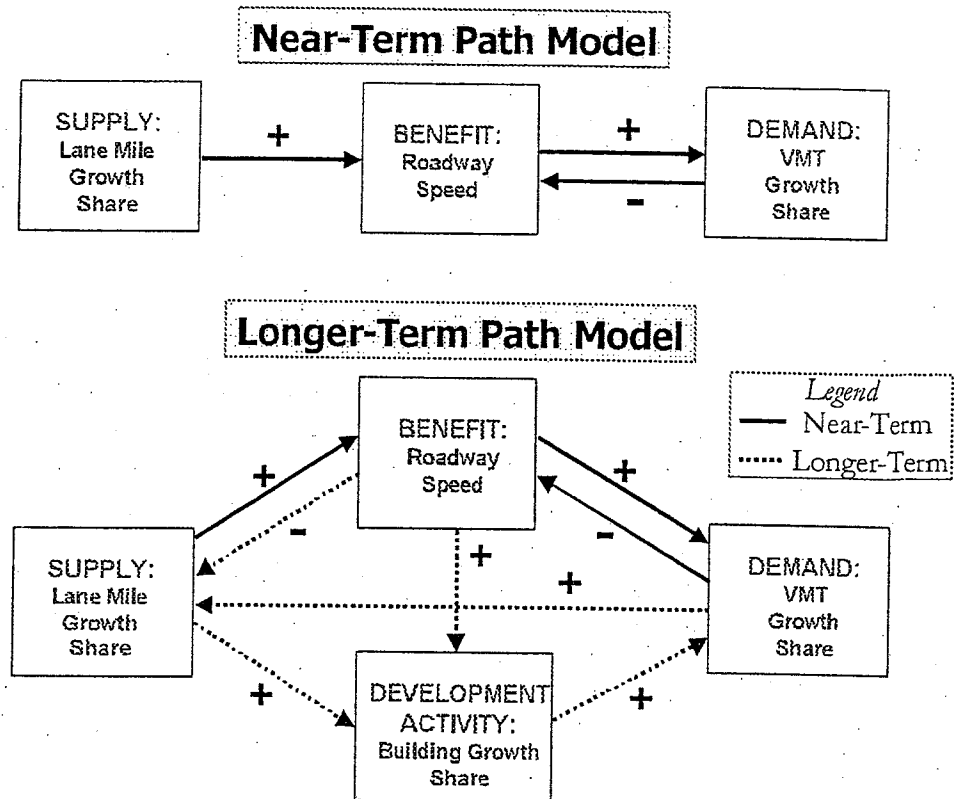 Near-Term Path Model
SUPPLY:
Lane Mile
Growth
Share
+
BENEFIT:
Roadway
Speed
+
-
DEMAND:
VMT
Growth
Share
Longer-Term Path Model
Legend
Near-Term
Longer-Term
BENEFIT:
Roadway
Speed
+
-
+
-
+
+
SUPPLY:
Lane Mile
Growth
Share
DEMAND:
VMT
Growth
Share
+
+
DEVELOPMENT
ACTIVITY:
Building Growth
Share